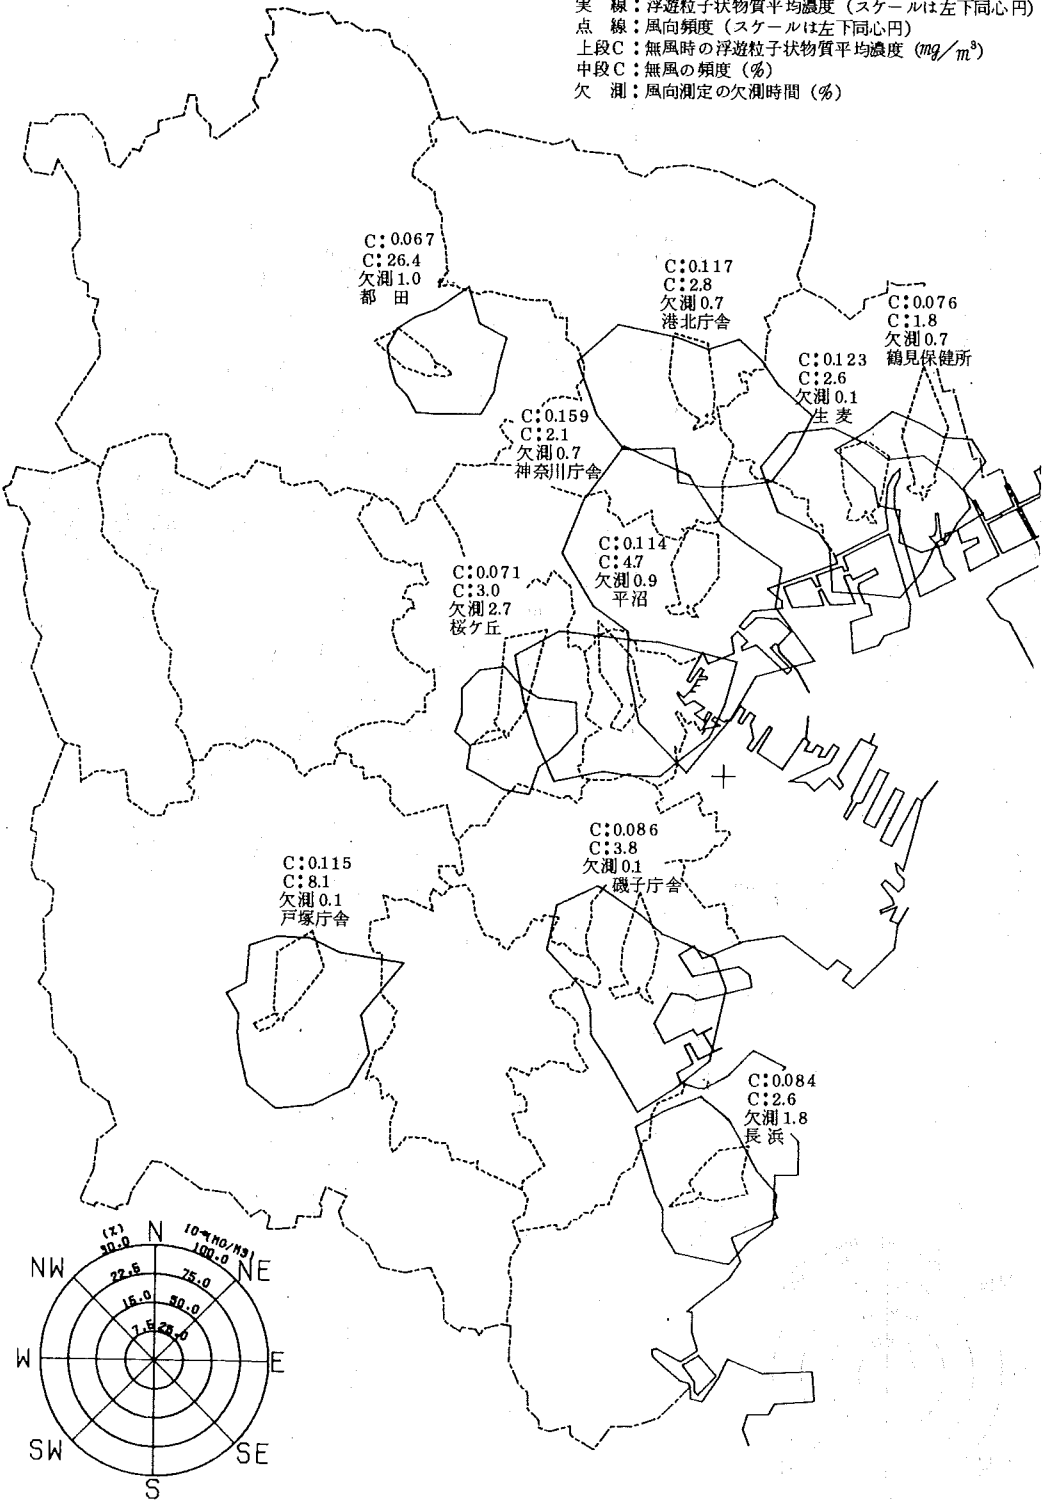 実 線：浮遊粒子状物質平均濃度（スケールは左下同心円）
点 線：風向頻度（スケールは左下同心円）
上段C：無風時の浮遊粒子状物質平均濃度（mg／m³）
中段C：無風の頻度（％）
欠 測：風向測定の欠測時間（％）
C:0.067
C:26.4
欠測1.0
都 田
C:0.117
C:2.8
欠測0.7
港北庁舎
C:0.076
C:1.8
欠測0.7
鶴見保健所
C:0.123
C:2.6
欠測0.1
生麦
C:0.159
C:2.1
欠測0.7
神奈川庁舎
C:0.114
C:4.7
欠測0.9
平沼
C:0.071
C:3.0
欠測2.7
桜ケ丘
C:0.086
C:3.8
欠測0.1
磯子庁舎
C:0.115
C:8.1
欠測0.1
戸塚庁舎
C:0.084
C:2.6
欠測1.8
長浜
(%)
30.0
N
100.0
NW
22.5
75.0
NE
15.0
50.0
7.5
25.0
W
E
SW
SE
S